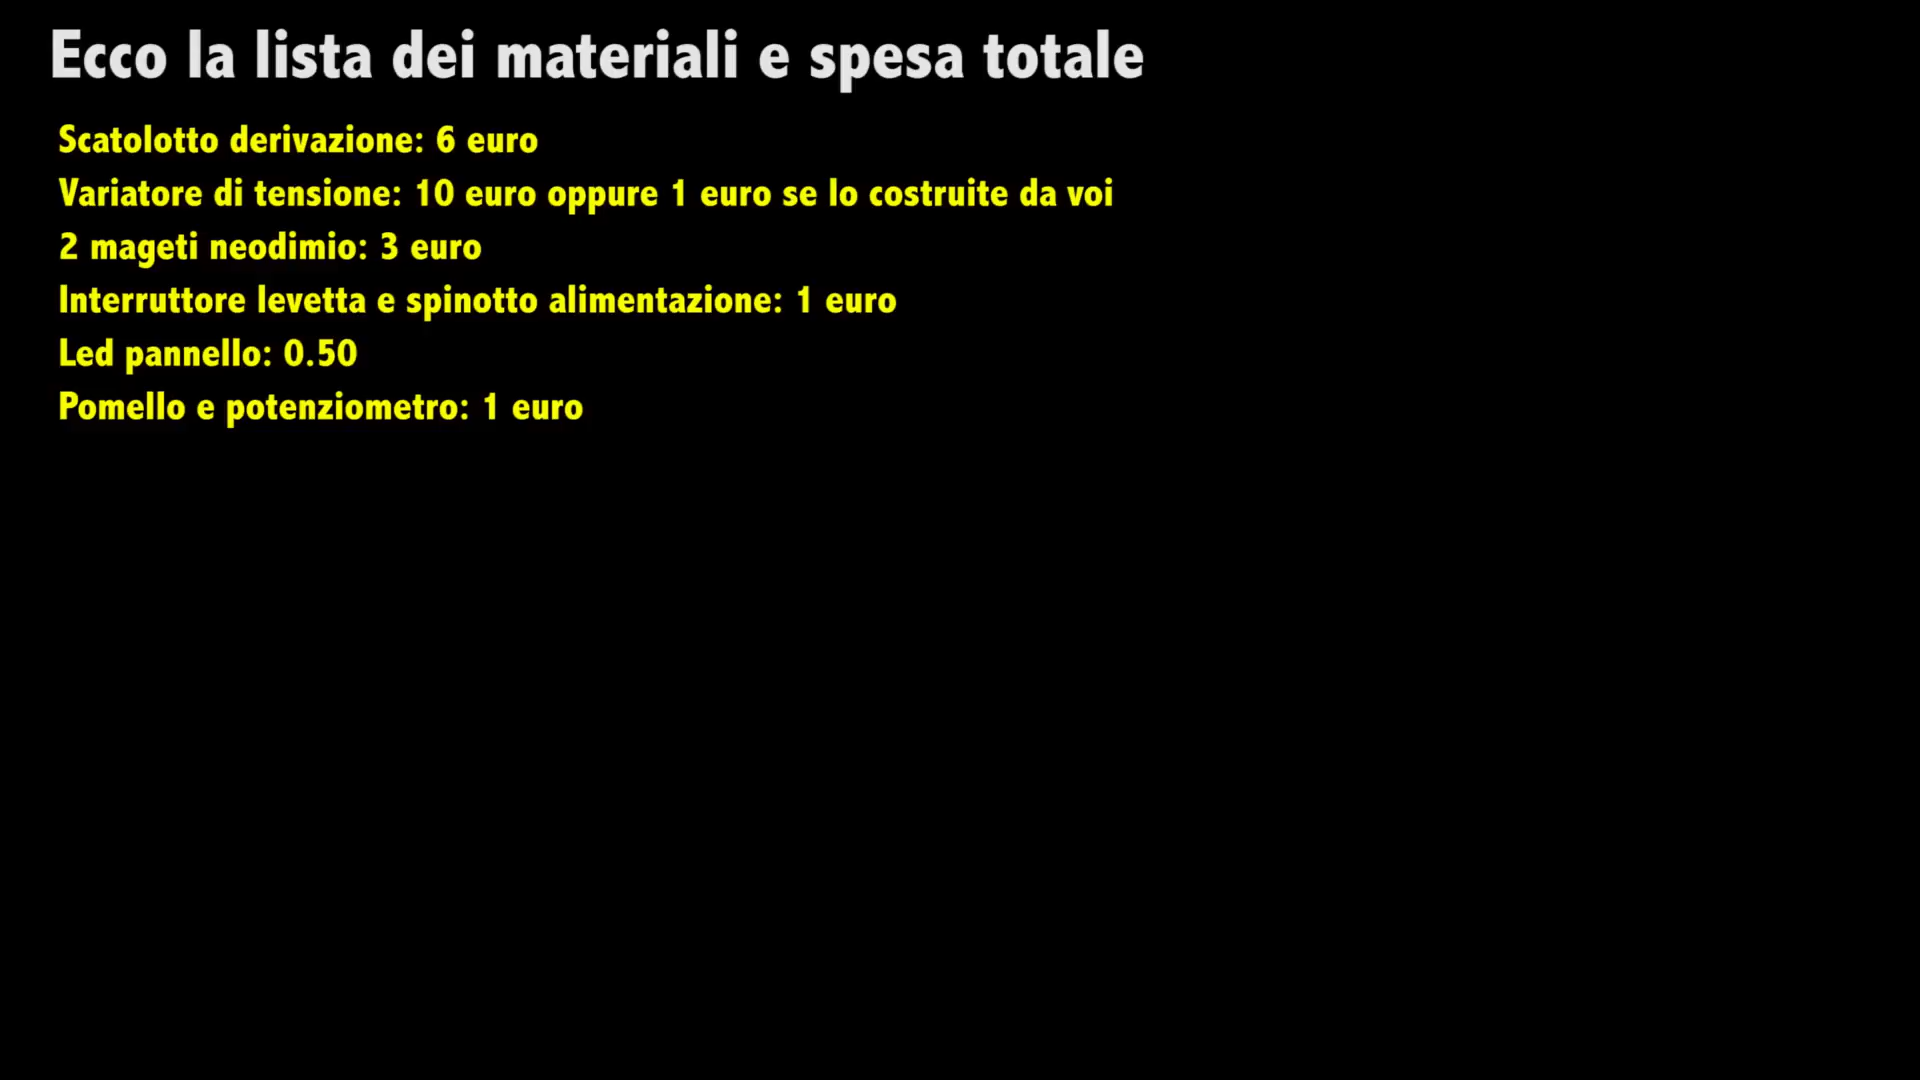 Ecco la lista dei materiali e spesa totale
Scatolotto derivazione: 6 euro
Variatore di tensione: 10 euro oppure 1 euro se lo costruite da voi
2 mageti neodimio: 3 euro
Interruttore levetta e spinotto alimentazione: 1 euro
Led pannello: 0.50
Pomello e potenziometro: 1 euro